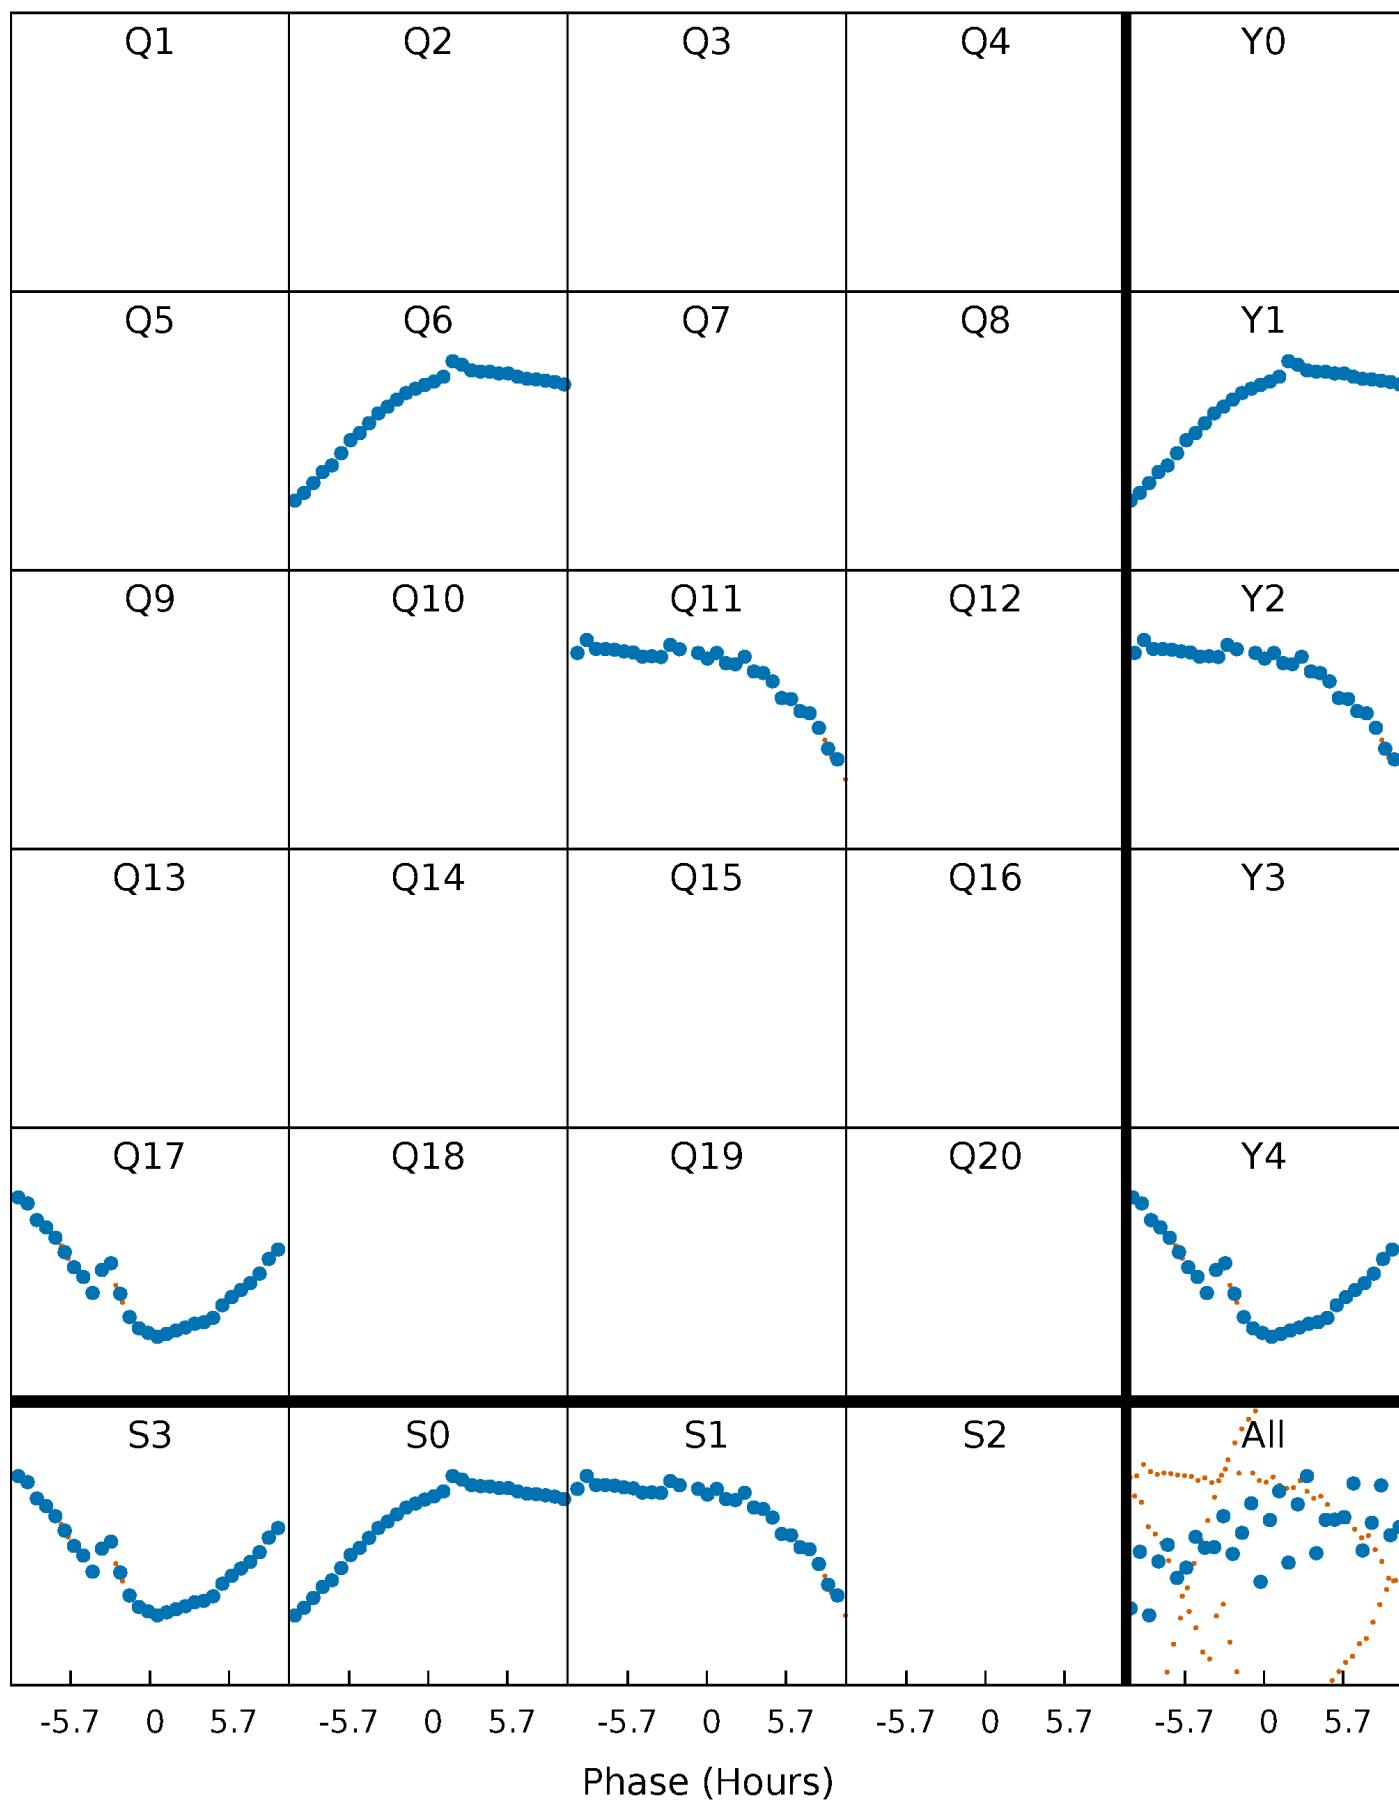 Q1 Q2 Q3 Q4 Y0
Q5 Q6 Q7 Q8 Y1
Q9 Q10 Q11 Q12 Y2
Q13 Q14 Q15 Q16 Y3
Q17 Q18 Q19 Q20 Y4
S3 S0 S1 S2 All
-5.7 0 5.7 -5.7 0 5.7 -5.7 0 5.7 -5.7 0 5.7 -5.7 0 5.7
Phase (Hours)